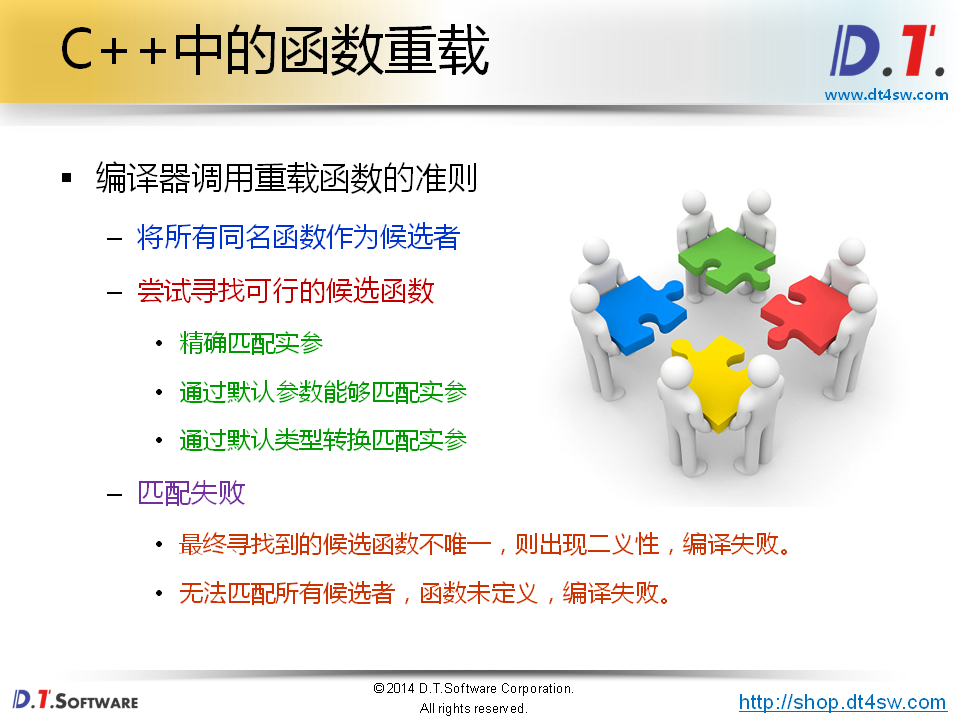 C++中的函数重载
D.T.
www.dt4sw.com
▪ 编译器调用重载函数的准则
– 将所有同名函数作为候选者
– 尝试寻找可行的候选函数
• 精确匹配实参
• 通过默认参数能够匹配实参
• 通过默认类型转换匹配实参
– 匹配失败
• 最终寻找到的候选函数不唯一，则出现二义性，编译失败。
• 无法匹配所有候选者，函数未定义，编译失败。
D.T.SOFTWARE
©2014 D.T.Software Corporation.
All rights reserved.
http://shop.dt4sw.com